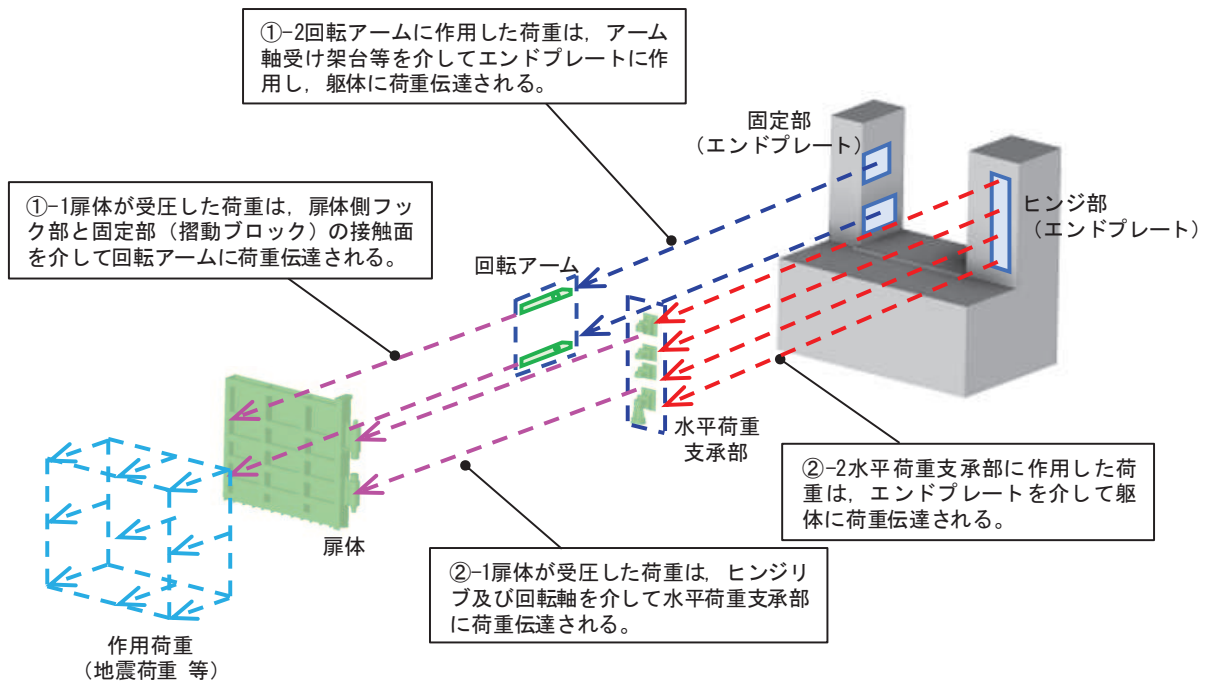 ①-2回転アームに作用した荷重は，アーム
軸受け架台等を介してエンドプレートに作
用し，躯体に荷重伝達される。
固定部
（エンドプレート）
①-1扉体が受圧した荷重は，扉体側フッ
ク部と固定部（摺動ブロック）の接触面
を介して回転アームに荷重伝達される。
ヒンジ部
（エンドプレート）
回転アーム
水平荷重
支承部
②-2水平荷重支承部に作用した荷
重は，エンドプレートを介して躯
体に荷重伝達される。
扉体
②-1扉体が受圧した荷重は，ヒンジリ
ブ及び回転軸を介して水平荷重支承部
に荷重伝達される。
作用荷重
（地震荷重 等）